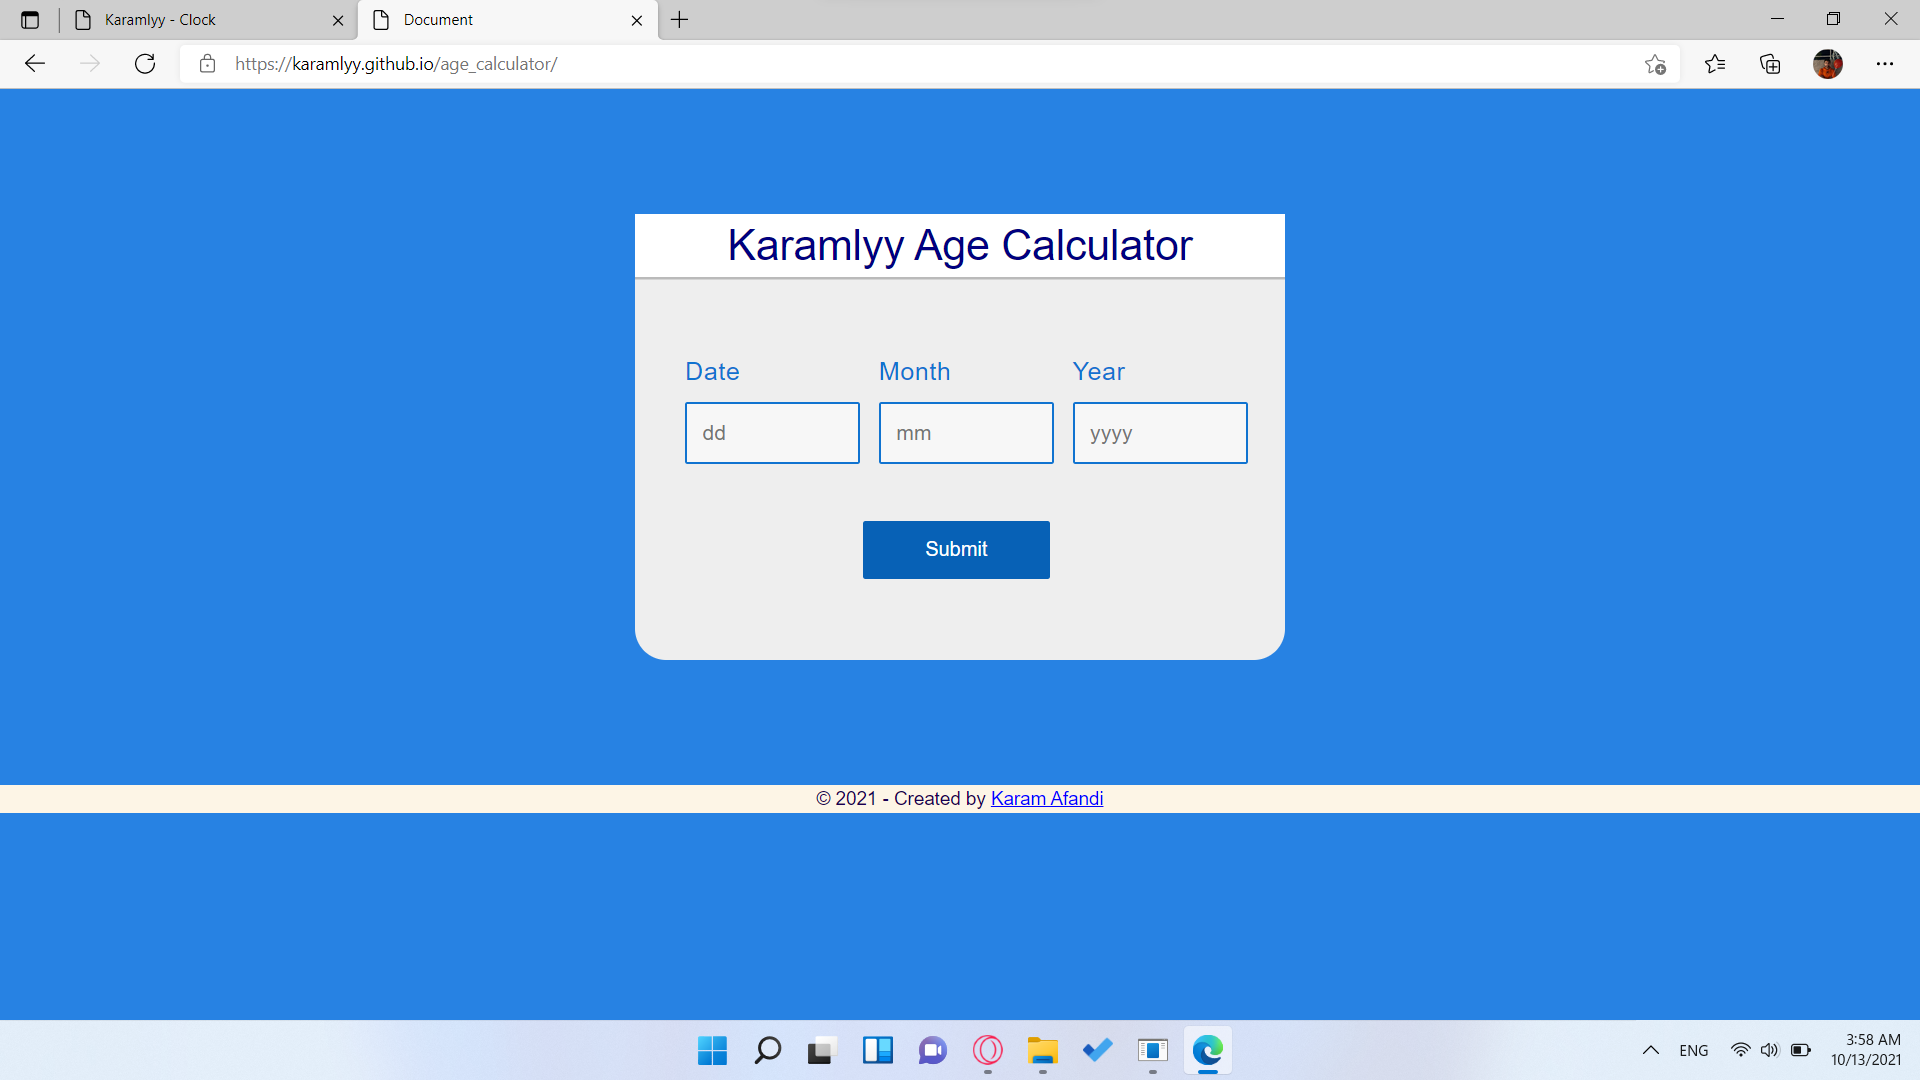 Karamlyy - Clock
Document
https://karamlyy.github.io/age_calculator/
Karamlyy Age Calculator
Date Month Year
dd mm yyyy
Submit
© 2021 - Created by Karam Afandi
ENG
3:58 AM
10/13/2021